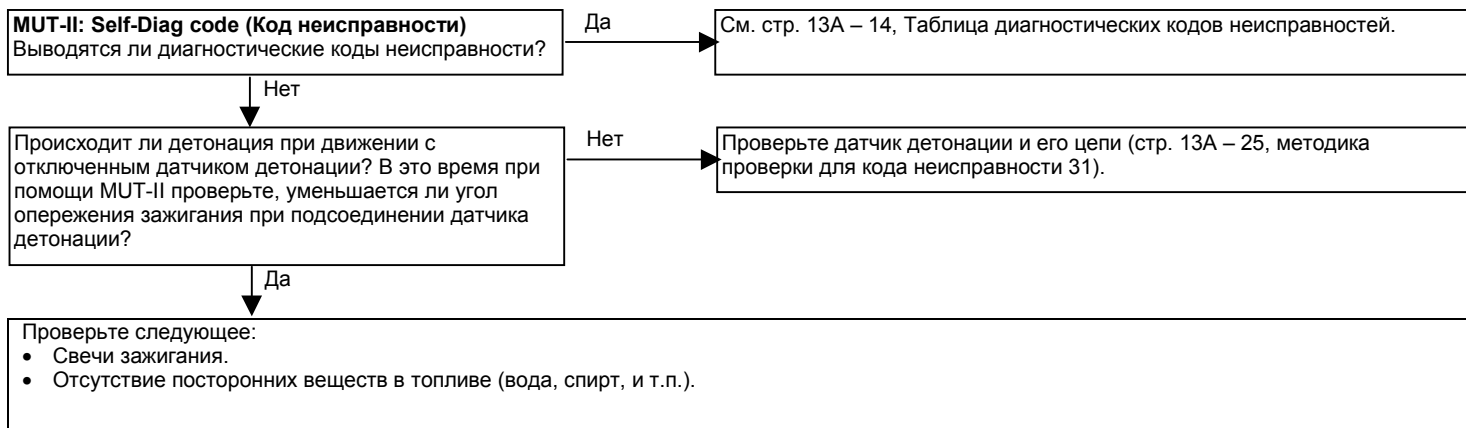 MUT-II: Self-Diag code (Код неисправности)
Выводятся ли диагностические коды неисправности?
Да
См. стр. 13A – 14, Таблица диагностических кодов неисправностей.
Нет
Происходит ли детонация при движении с
отключенным датчиком детонации? В это время при
помощи MUT-II проверьте, уменьшается ли угол
опережения зажигания при подсоединении датчика
детонации?
Нет
Проверьте датчик детонации и его цепи (стр. 13A – 25, методика
проверки для кода неисправности 31).
Да
Проверьте следующее:
• Свечи зажигания.
• Отсутствие посторонних веществ в топливе (вода, спирт, и т.п.).